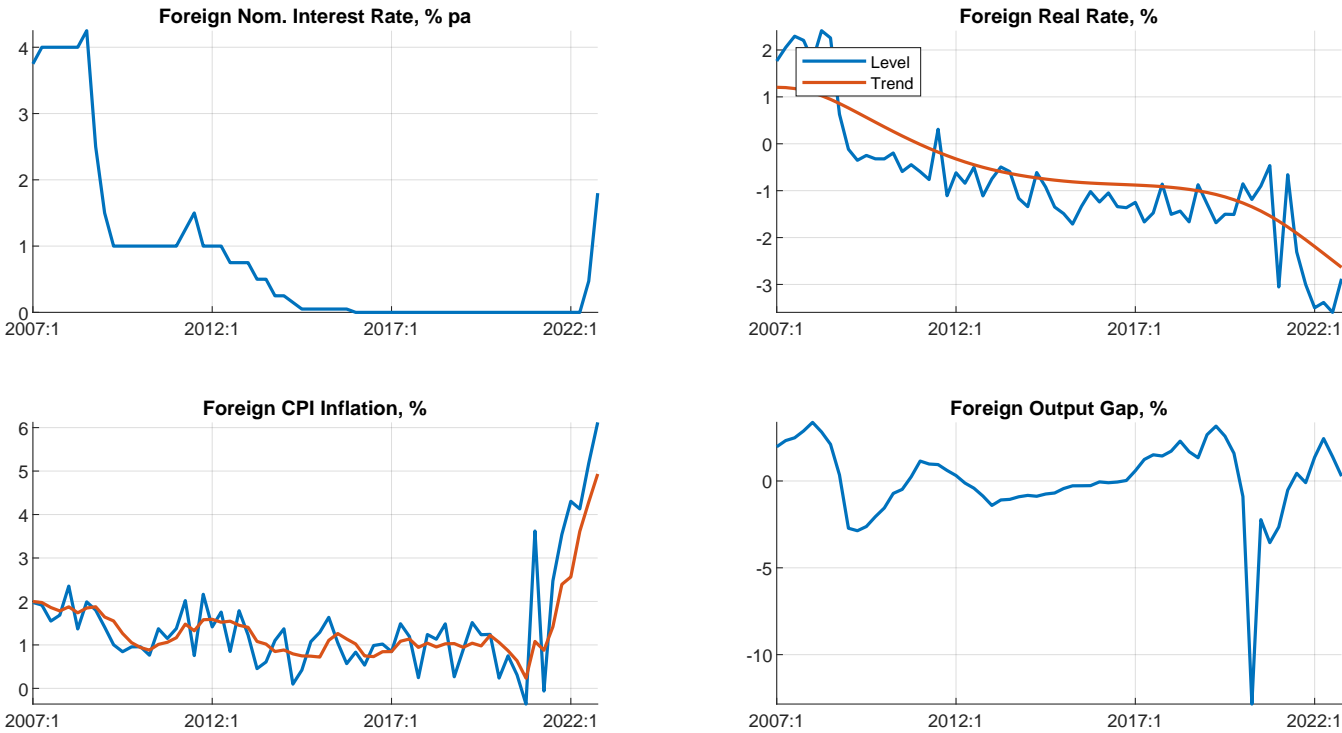 Foreign Nom. Interest Rate, % pa
4
3
2
1
0
2007:1 2012:1 2017:1 2022:1
Foreign Real Rate, %
2
1
0
-1
-2
-3
Level
Trend
2007:1 2012:1 2017:1 2022:1
Foreign CPI Inflation, %
6
5
4
3
2
1
0
2007:1 2012:1 2017:1 2022:1
Foreign Output Gap, %
0
-5
-10
2007:1 2012:1 2017:1 2022:1